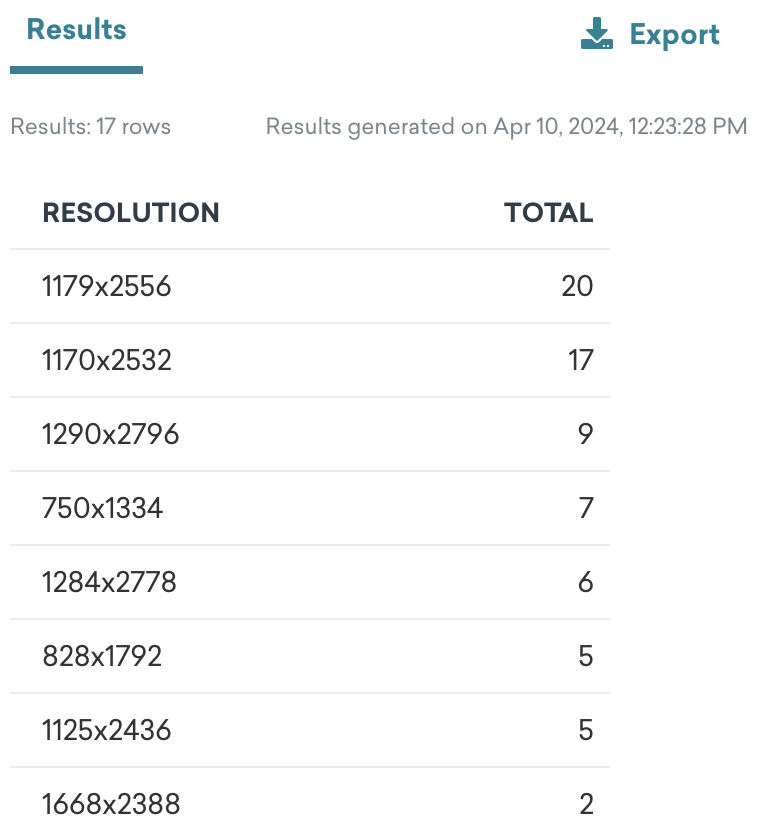 Results
Export
Results: 17 rows
Results generated on Apr 10, 2024, 12:23:28 PM
RESOLUTION TOTAL
1179x2556 20
1170x2532 17
1290x2796 9
750x1334 7
1284x2778 6
828x1792 5
1125x2436 5
1668x2388 2